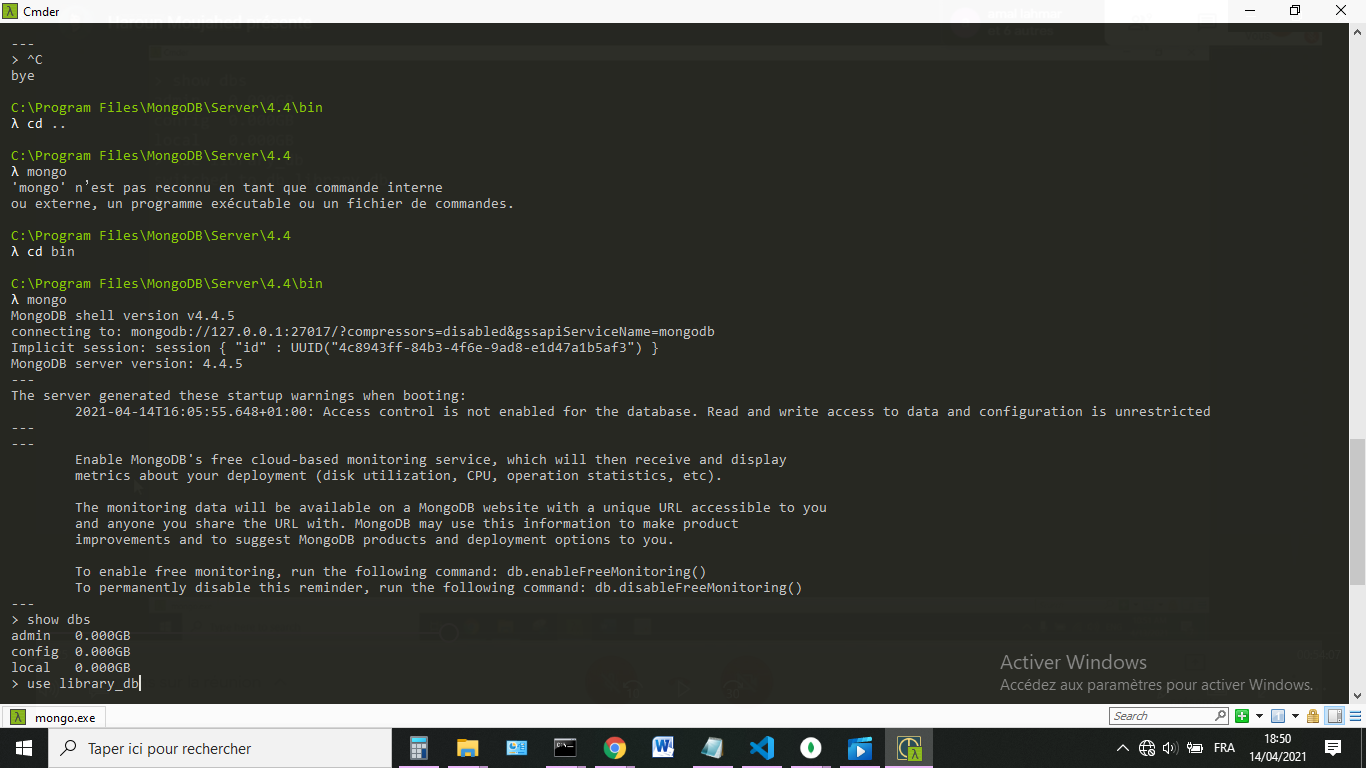 Cmder
---
> ^C
bye
C:\Program Files\MongoDB\Server\4.4\bin
λ cd ..
C:\Program Files\MongoDB\Server\4.4
λ mongo
'mongo' n'est pas reconnu en tant que commande interne
ou externe, un programme exécutable ou un fichier de commandes.
C:\Program Files\MongoDB\Server\4.4
λ cd bin
C:\Program Files\MongoDB\Server\4.4\bin
λ mongo
MongoDB shell version v4.4.5
connecting to: mongodb://127.0.0.1:27017/?compressors=disabled&gssapiServiceName=mongodb
Implicit session: session { "id" : UUID("4c8943ff-84b3-4f6e-9ad8-e1d47a1b5af3") }
MongoDB server version: 4.4.5
---
The server generated these startup warnings when booting:
2021-04-14T16:05:55.648+01:00: Access control is not enabled for the database. Read and write access to data and configuration is unrestricted
---
---
Enable MongoDB's free cloud-based monitoring service, which will then receive and display
metrics about your deployment (disk utilization, CPU, operation statistics, etc).
The monitoring data will be available on a MongoDB website with a unique URL accessible to you
and anyone you share the URL with. MongoDB may use this information to make product
improvements and to suggest MongoDB products and deployment options to you.
To enable free monitoring, run the following command: db.enableFreeMonitoring()
To permanently disable this reminder, run the following command: db.disableFreeMonitoring()
---
> show dbs
admin   0.000GB
config  0.000GB
local   0.000GB
> use library_db
Activer Windows
Accédez aux paramètres pour activer Windows.
mongo.exe
Search
Taper ici pour rechercher
FRA
18:50
14/04/2021